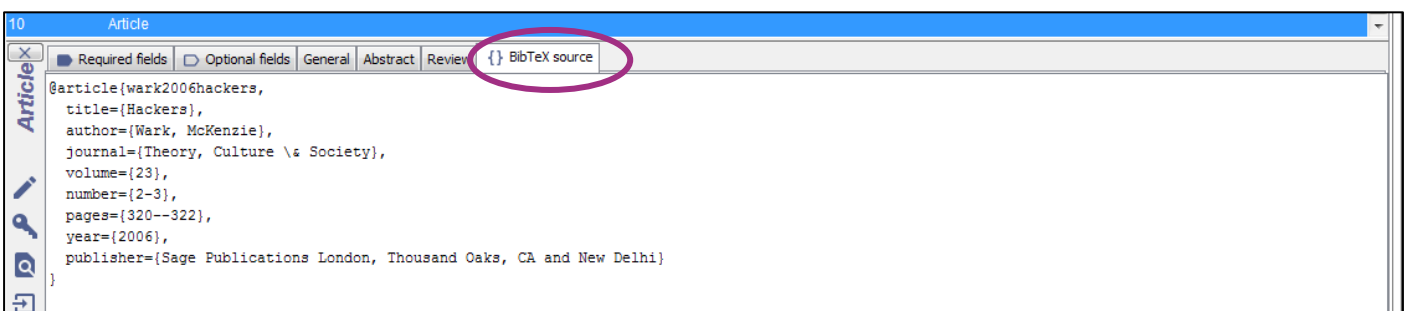 10 Article
Required fields Optional fields General Abstract Review {} BibTeX source
Article
@article{wark2006hackers,
title={Hackers},
author={Wark, McKenzie},
journal={Theory, Culture \& Society},
volume={23},
number={2-3},
pages={320--322},
year={2006},
publisher={Sage Publications London, Thousand Oaks, CA and New Delhi}
}